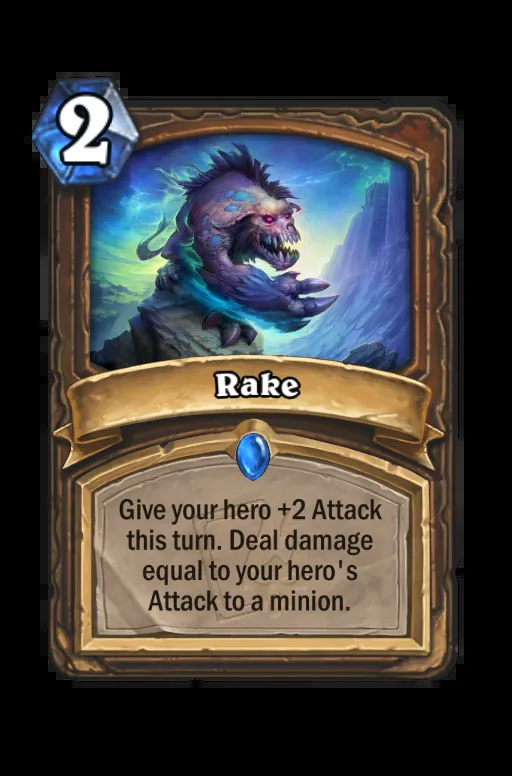 2
Rake
Give your hero +2 Attack
this turn. Deal damage
equal to your hero's
Attack to a minion.